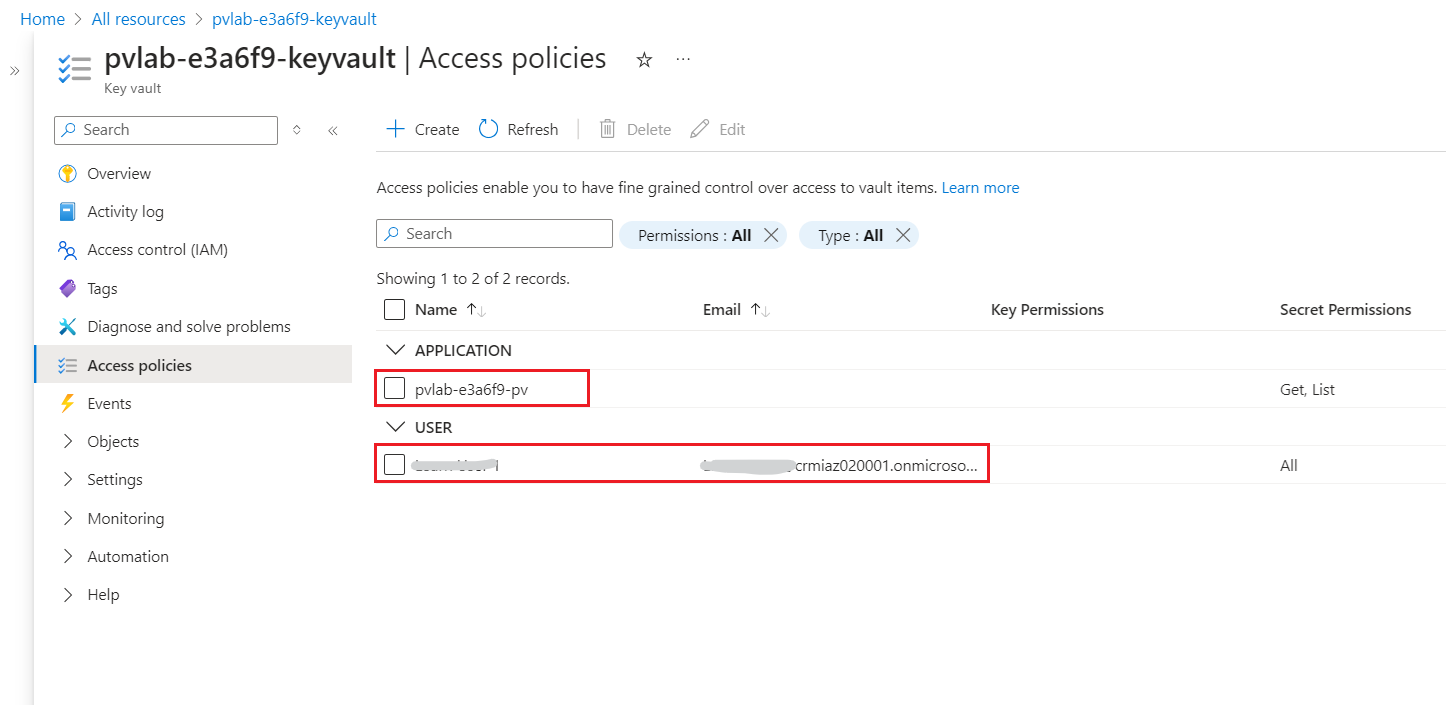 Home > All resources > pvlab-e3a6f9-keyvault
pvlab-e3a6f9-keyvault | Access policies
Key vault
Search
Overview
Activity log
Access control (IAM)
Tags
Diagnose and solve problems
Access policies
Events
Objects
Settings
Monitoring
Automation
Help
Create Refresh Delete Edit
Access policies enable you to have fine grained control over access to vault items. Learn more
Search Permissions : All Type : All
Showing 1 to 2 of 2 records.
Name Email Key Permissions Secret Permissions
APPLICATION
pvlab-e3a6f9-pv Get, List
USER
crmiaz020001.onmicroso... All